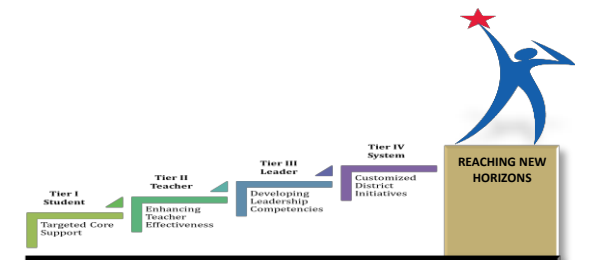 Tier I
Student
Targeted Core
Support
Tier II
Teacher
Enhancing
Teacher
Effectiveness
Tier III
Leader
Developing
Leadership
Competencies
Tier IV
System
Customized
District
Initiatives
REACHING NEW
HORIZONS